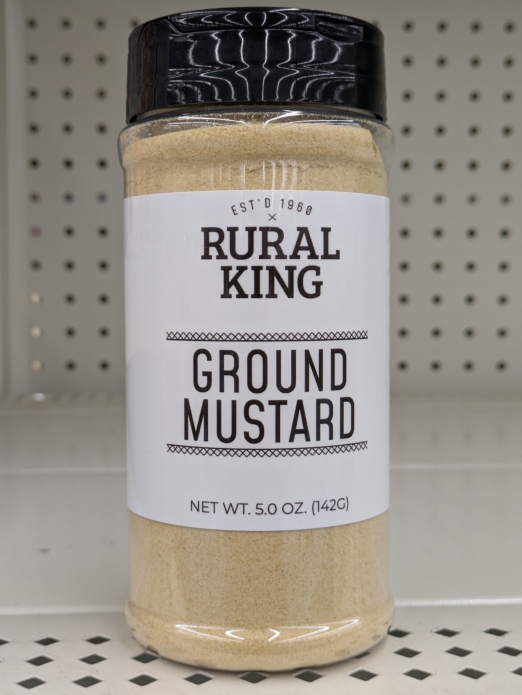 EST'D 1960
RURAL
KING
GROUND
MUSTARD
NET WT. 5.0 OZ. (142G)